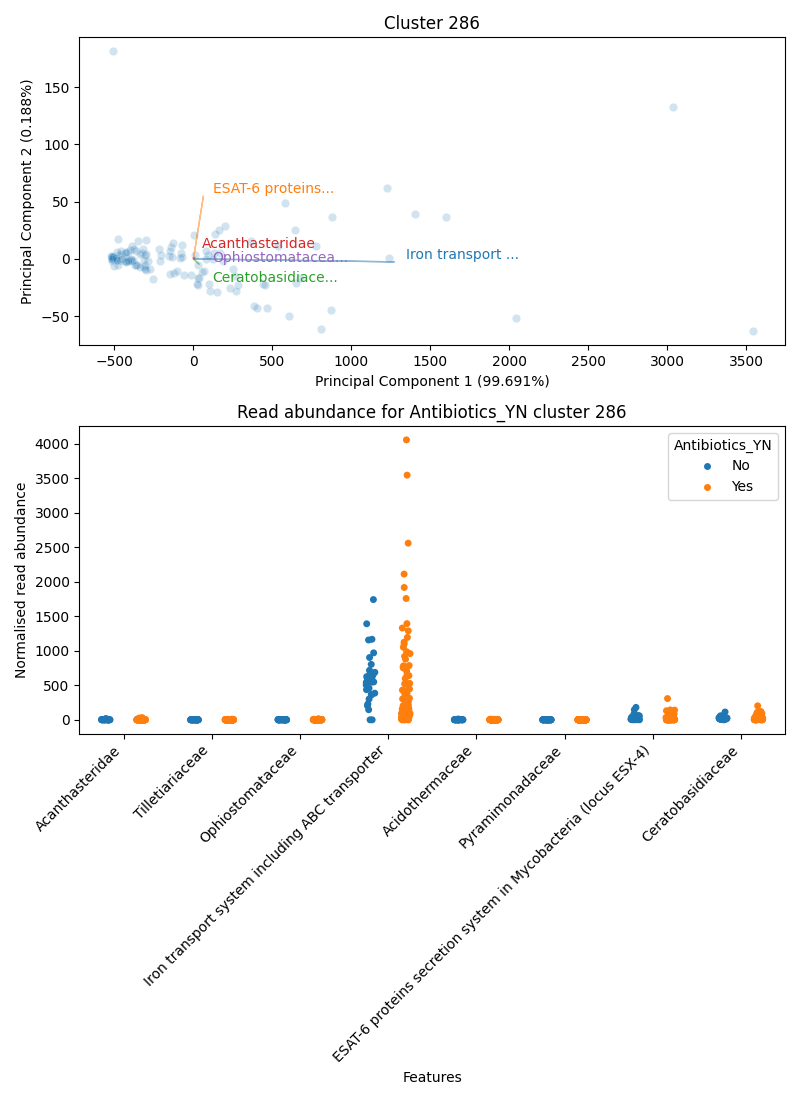 Cluster 286
Principal Component 2 (0.188%)
150
100
50
0
−50
ESAT-6 proteins...
Acanthasteridae
Ophiostomatacea...
Iron transport ...
Ceratobasidiace...
−500
0
500
1000
1500
2000
2500
3000
3500
Principal Component 1 (99.691%)
Read abundance for Antibiotics_YN cluster 286
Normalised read abundance
4000
3500
3000
2500
2000
1500
1000
500
0
Antibiotics_YN
No
Yes
Acanthasteridae
Tilletiariaceae
Ophiostomataceae
Iron transport system including ABC transporter
Acidothermaceae
Pyramimonadaceae
ESAT-6 proteins secretion system in Mycobacteria (locus ESX-4)
Ceratobasidiaceae
Features